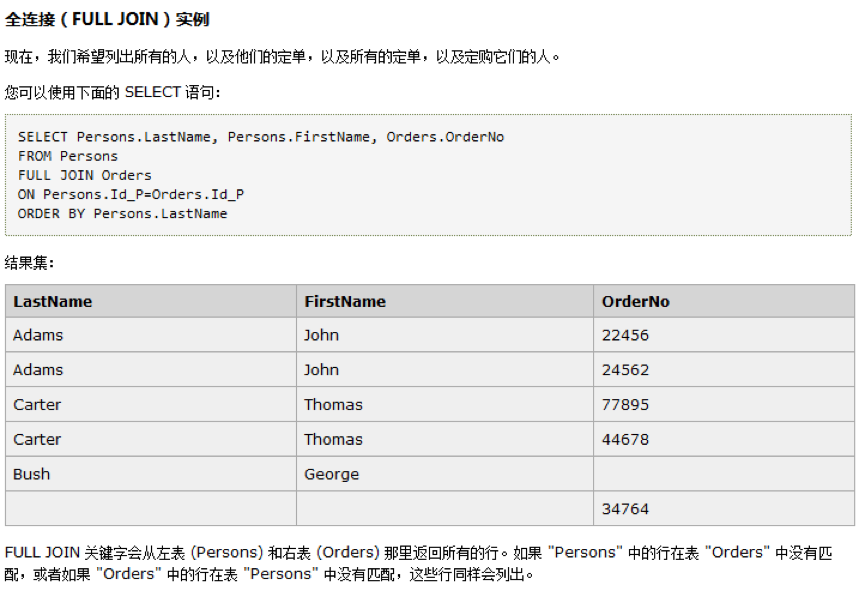 全连接（FULL JOIN）实例
现在，我们希望列出所有的人，以及他们的定单，以及所有的定单，以及定购它们的人。
您可以使用下面的 SELECT 语句：
SELECT Persons.LastName, Persons.FirstName, Orders.OrderNo
FROM Persons
FULL JOIN Orders
ON Persons.Id_P=Orders.Id_P
ORDER BY Persons.LastName
结果集：
LastName FirstName OrderNo
Adams John 22456
Adams John 24562
Carter Thomas 77895
Carter Thomas 44678
Bush George
34764
FULL JOIN 关键字会从左表 (Persons) 和右表 (Orders) 那里返回所有的行。如果 "Persons" 中的行在表 "Orders" 中没有匹
配，或者如果 "Orders" 中的行在表 "Persons" 中没有匹配，这些行同样会列出。